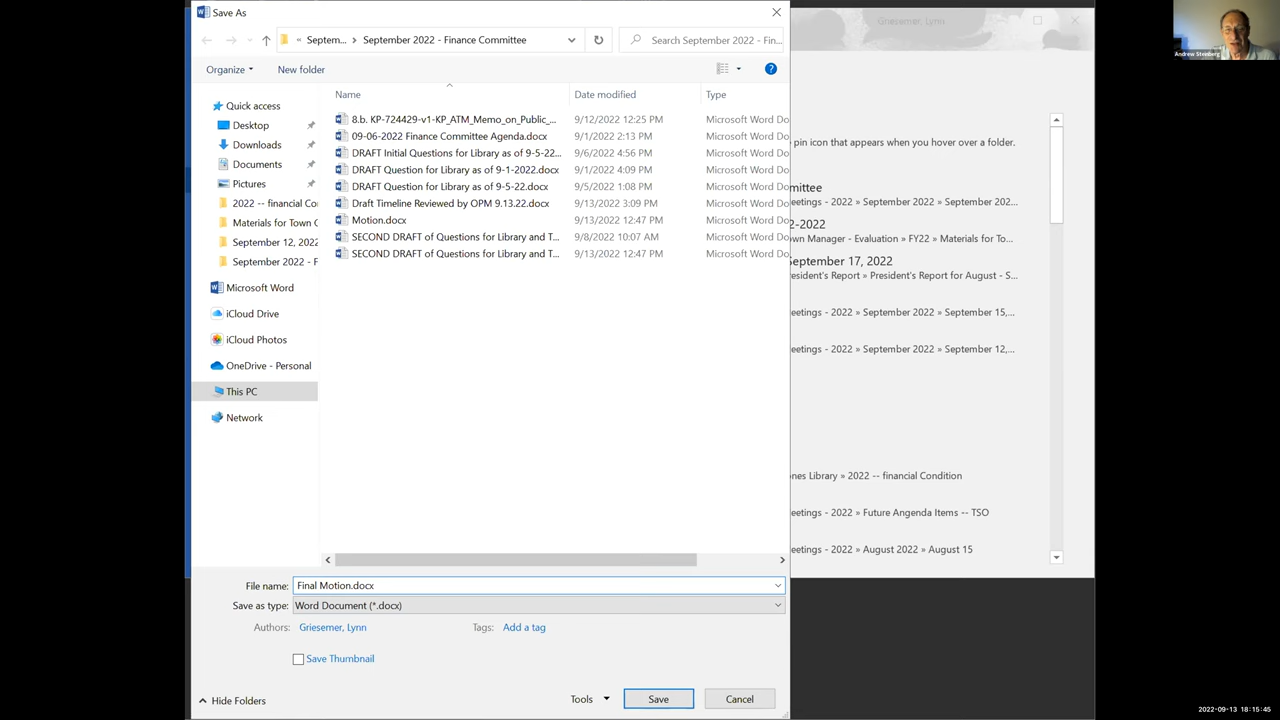 Save As
Griesemer, Lynn
Andrew Steinberg
« Septem... › September 2022 - Finance Committee
Search September 2022 - Fin...
Organize
New folder
Name
Date modified
Type
Quick access
Desktop
Downloads
Documents
Pictures
2022 -- financial Co
Materials for Town C
September 12, 2022
September 2022 - F
Microsoft Word
iCloud Drive
iCloud Photos
OneDrive - Personal
This PC
Network
8.b. KP-724429-v1-KP_ATM_Memo_on_Public_... 9/12/2022 12:25 PM Microsoft Word Do
09-06-2022 Finance Committee Agenda.docx 9/1/2022 2:13 PM Microsoft Word Do
DRAFT Initial Questions for Library as of 9-5-22... 9/6/2022 4:56 PM Microsoft Word Do
DRAFT Question for Library as of 9-1-2022.docx 9/1/2022 4:09 PM Microsoft Word Do
DRAFT Question for Library as of 9-5-22.docx 9/5/2022 1:08 PM Microsoft Word Do
Draft Timeline Reviewed by OPM 9.13.22.docx 9/13/2022 3:09 PM Microsoft Word Do
Motion.docx 9/13/2022 12:47 PM Microsoft Word Do
SECOND DRAFT of Questions for Library and T... 9/8/2022 10:07 AM Microsoft Word Do
SECOND DRAFT of Questions for Library and T... 9/13/2022 12:47 PM Microsoft Word Do
pin icon that appears when you hover over a folder.
mittee
eetings - 2022 » September 2022 » September 202...
2-2022
wn Manager - Evaluation » FY22 » Materials for To...
September 17, 2022
resident's Report » President's Report for August - S...
eetings - 2022 » September 2022 » September 15,...
eetings - 2022 » September 2022 » September 12,...
ones Library » 2022 -- financial Condition
eetings - 2022 » Future Angenda Items -- TSO
eetings - 2022 » August 2022 » August 15
File name: Final Motion.docx
Save as type: Word Document (*.docx)
Authors: Griesemer, Lynn
Tags: Add a tag
Save Thumbnail
Hide Folders
Tools
Save
Cancel
2022-09-13 18:15:45